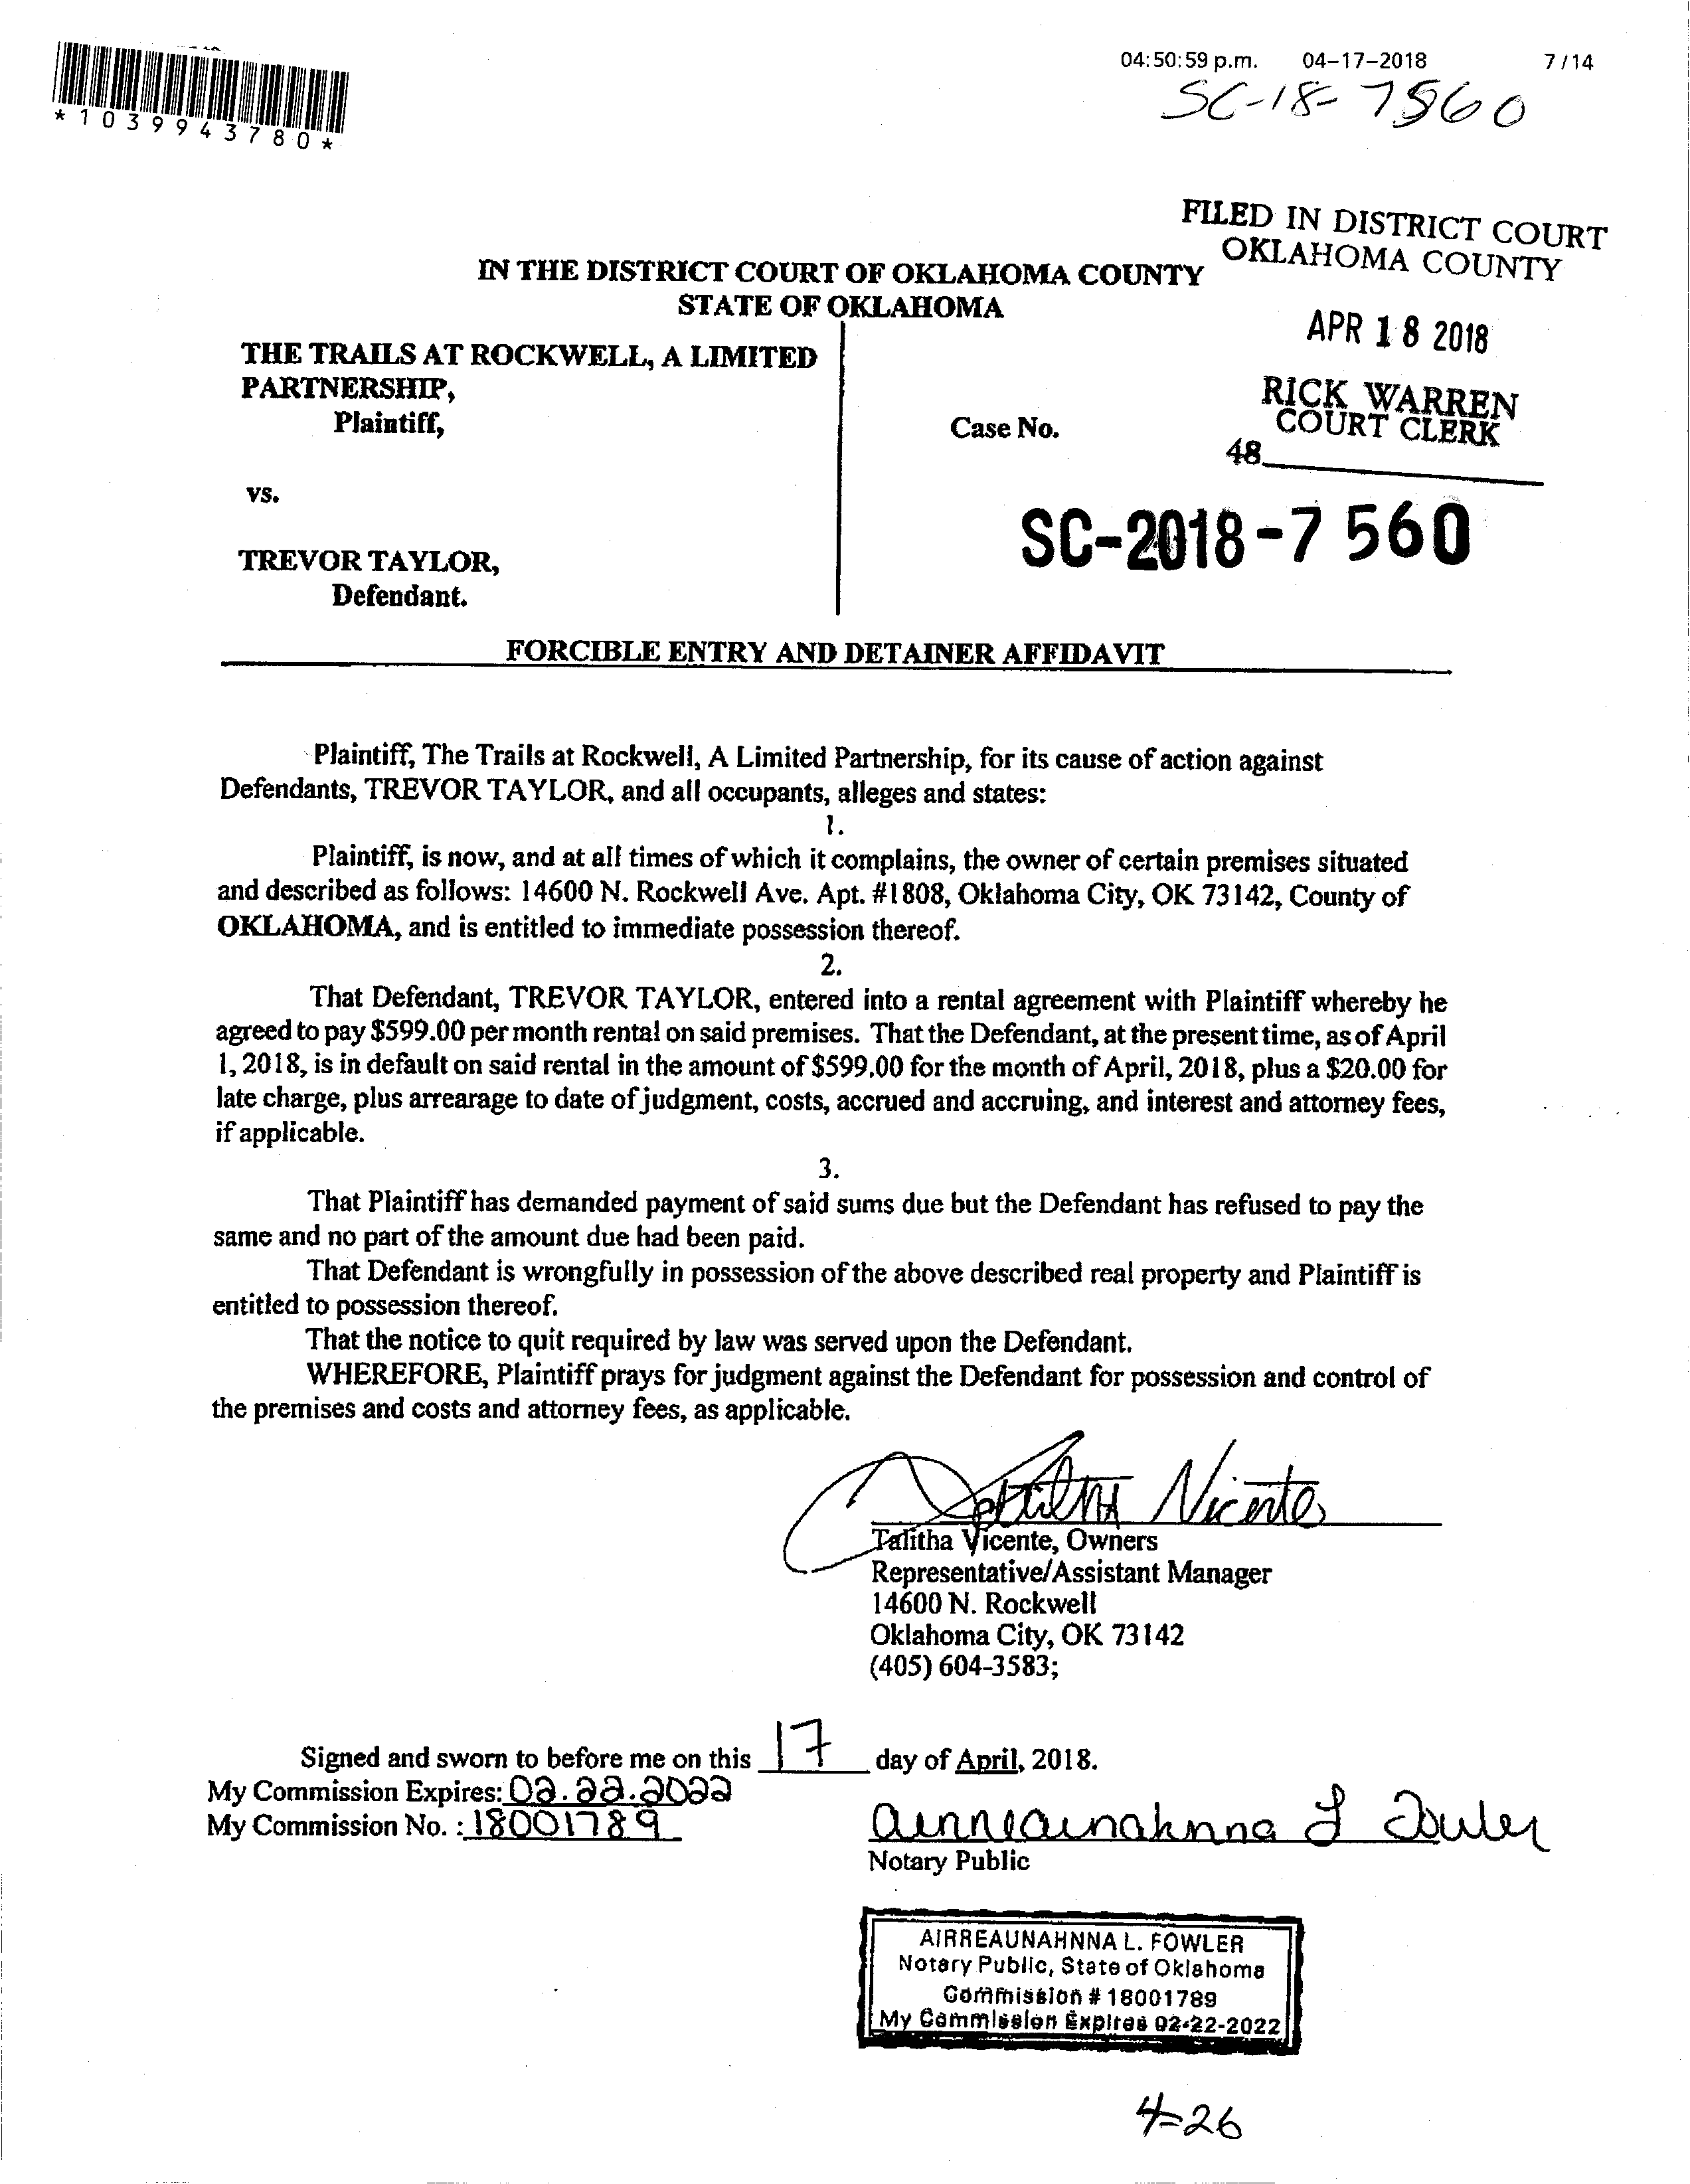 04:50:59 p.m. 04-17-2018 7/14
*1039943780*
SC-18-7560
FILED IN DISTRICT COURT
OKLAHOMA COUNTY
IN THE DISTRICT COURT OF OKLAHOMA COUNTY
STATE OF OKLAHOMA
APR 18 2018
THE TRAILS AT ROCKWELL, A LIMITED
PARTNERSHIP,
Plaintiff,
RICK WARREN
COURT CLERK
Case No.
48
vs.
SC-2018-7560
TREVOR TAYLOR,
Defendant.
FORCIBLE ENTRY AND DETAINER AFFIDAVIT
Plaintiff, The Trails at Rockwell, A Limited Partnership, for its cause of action against
Defendants, TREVOR TAYLOR, and all occupants, alleges and states:
1.
Plaintiff, is now, and at all times of which it complains, the owner of certain premises situated
and described as follows: 14600 N. Rockwell Ave. Apt. #1808, Oklahoma City, OK 73142, County of
OKLAHOMA, and is entitled to immediate possession thereof.
2.
That Defendant, TREVOR TAYLOR, entered into a rental agreement with Plaintiff whereby he
agreed to pay $599.00 per month rental on said premises. That the Defendant, at the present time, as of April
1, 2018, is in default on said rental in the amount of $599.00 for the month of April, 2018, plus a $20.00 for
late charge, plus arrearage to date of judgment, costs, accrued and accruing, and interest and attorney fees,
if applicable.
3.
That Plaintiff has demanded payment of said sums due but the Defendant has refused to pay the
same and no part of the amount due had been paid.
That Defendant is wrongfully in possession of the above described real property and Plaintiff is
entitled to possession thereof.
That the notice to quit required by law was served upon the Defendant.
WHEREFORE, Plaintiff prays for judgment against the Defendant for possession and control of
the premises and costs and attorney fees, as applicable.
Talitha Vicente
Talitha Vicente, Owners
Representative/Assistant Manager
14600 N. Rockwell
Oklahoma City, OK 73142
(405) 604-3583;
Signed and sworn to before me on this 17 day of April, 2018.
My Commission Expires: 02.22.2022
My Commission No. : 18001789
Airreaunahnna L Fowler
Notary Public
AIRREAUNAHNNA L. FOWLER
Notary Public, State of Oklahoma
Commission # 18001789
My Commission Expires 02-22-2022
4-26